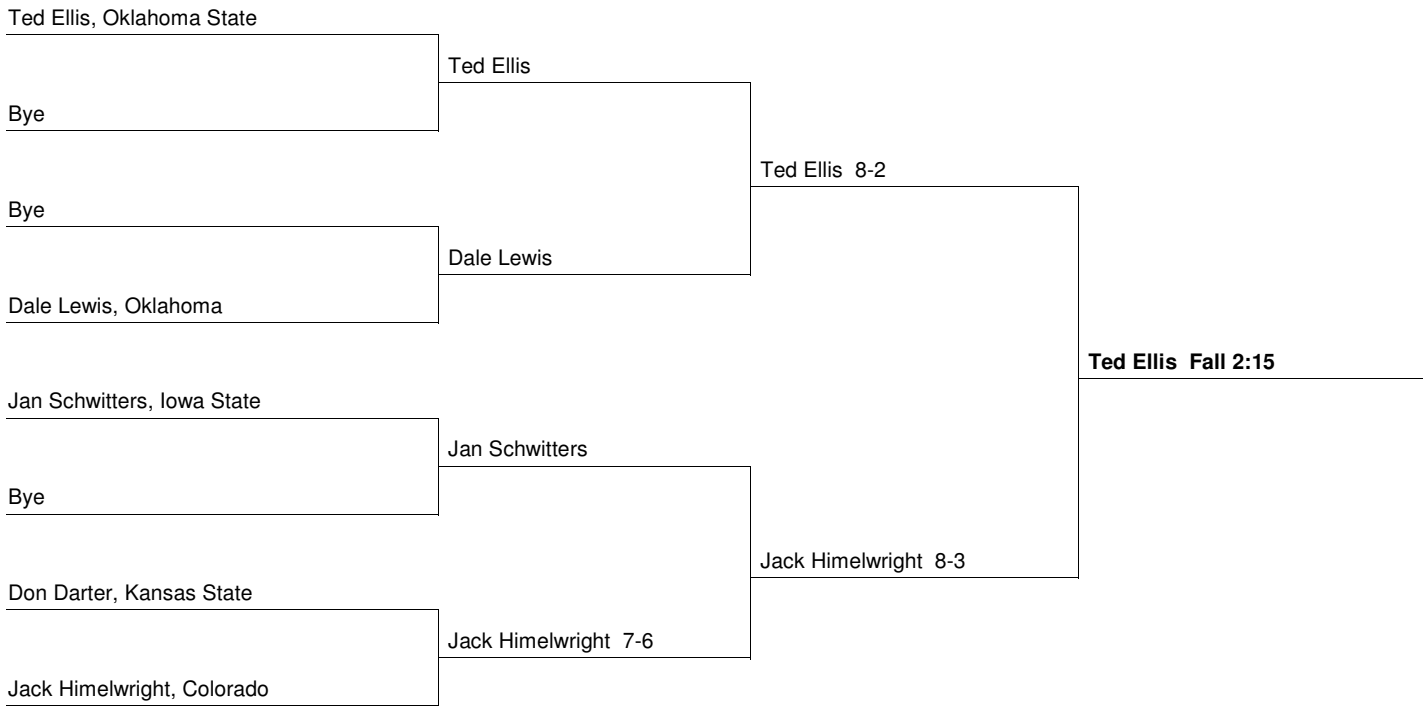 Ted Ellis, Oklahoma State
Ted Ellis
Bye
Ted Ellis 8-2
Bye
Dale Lewis
Dale Lewis, Oklahoma
Ted Ellis Fall 2:15
Jan Schwitters, Iowa State
Jan Schwitters
Bye
Jack Himelwright 8-3
Don Darter, Kansas State
Jack Himelwright 7-6
Jack Himelwright, Colorado